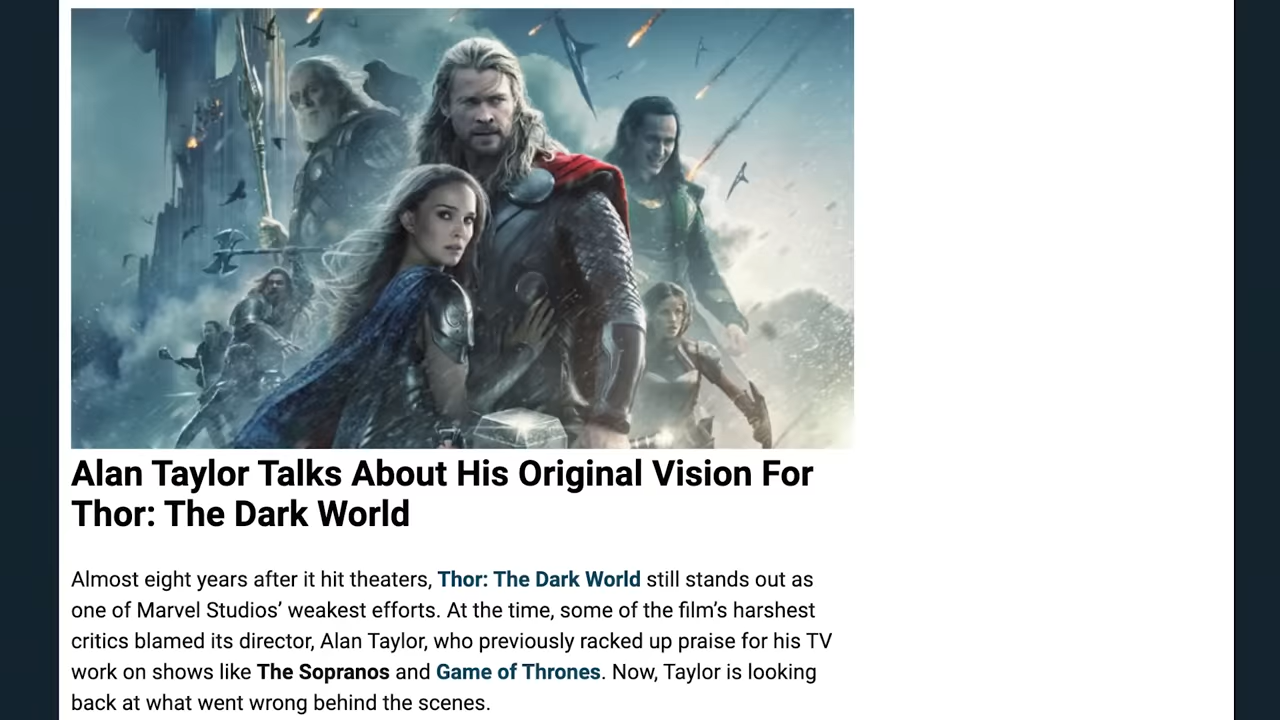 Alan Taylor Talks About His Original Vision For
Thor: The Dark World
Almost eight years after it hit theaters, Thor: The Dark World still stands out as
one of Marvel Studios’ weakest efforts. At the time, some of the film’s harshest
critics blamed its director, Alan Taylor, who previously racked up praise for his TV
work on shows like The Sopranos and Game of Thrones. Now, Taylor is looking
back at what went wrong behind the scenes.